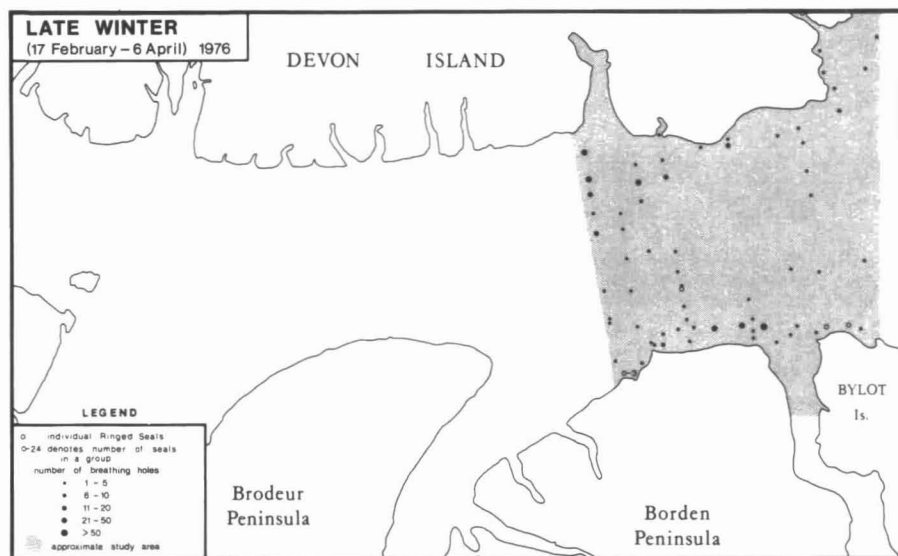 LATE WINTER
(17 February – 6 April) 1976
DEVON ISLAND
BYLOT
Is.
Brodeur
Peninsula
Borden
Peninsula
LEGEND
o individual Ringed Seals
o-24 denotes number of seals
in a group
number of breathing holes
1 – 5
6 – 10
11 – 20
21 – 50
> 50
approximate study area